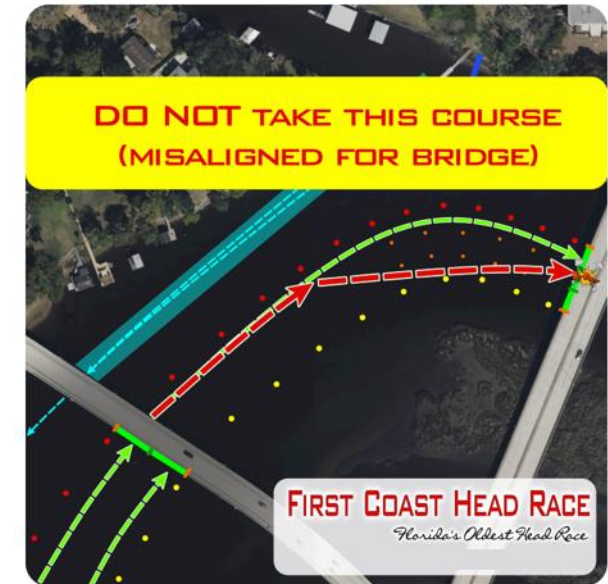 DO NOT TAKE THIS COURSE
(MISALIGNED FOR BRIDGE)
FIRST COAST HEAD RACE
Florida's Oldest Head Race